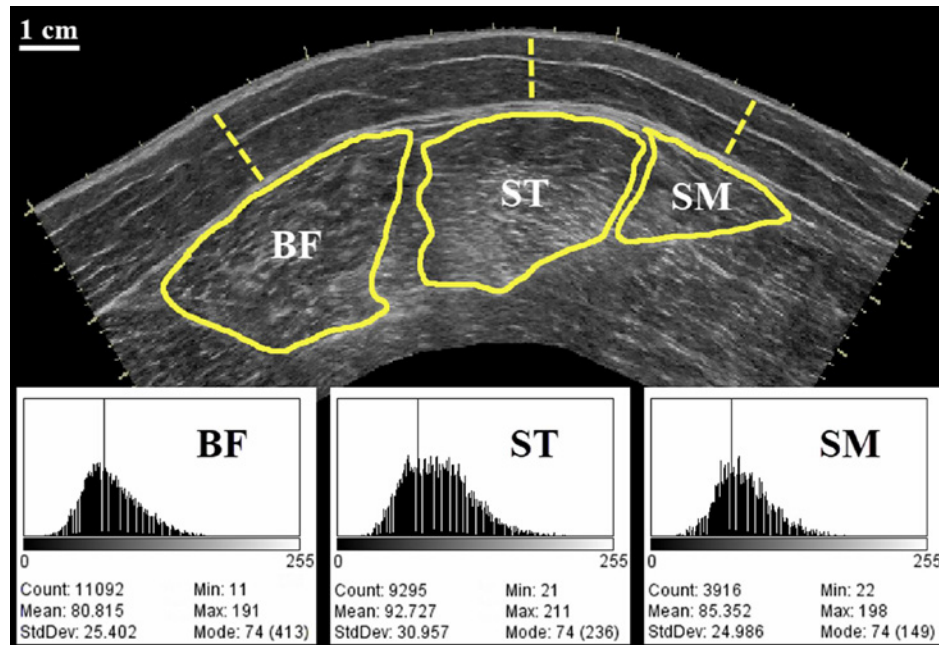 1 cm
BF
ST
SM
BF
0 255
Count: 11092 Min: 11
Mean: 80.815 Max: 191
StdDev: 25.402 Mode: 74 (413)
ST
0 255
Count: 9295 Min: 21
Mean: 92.727 Max: 211
StdDev: 30.957 Mode: 74 (236)
SM
0 255
Count: 3916 Min: 22
Mean: 85.352 Max: 198
StdDev: 24.986 Mode: 74 (149)